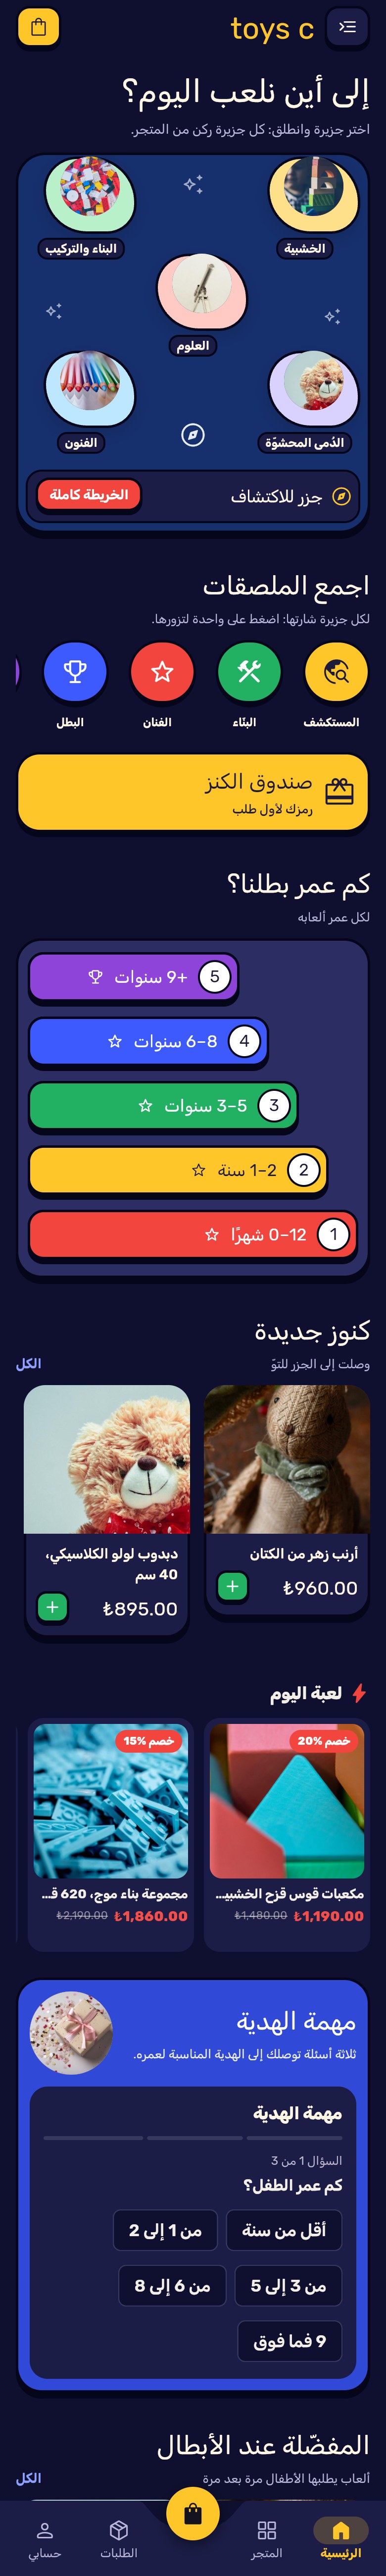 toys c
إلى أين نلعب اليوم؟
اختر جزيرة وانطلق: كل جزيرة ركن من المتجر.
الخشبية
البناء والتركيب
العلوم
الدُمى المحشوّة
الفنون
جزر للاكتشاف
الخريطة كاملة
اجمع الملصقات
لكل جزيرة شارتها: اضغط على واحدة لتزورها.
المستكشف
البنّاء
الفنان
البطل
صندوق الكنز
رمزك لأول طلب
كم عمر بطلنا؟
لكل عمر ألعابه
5 +9 سنوات
4 6–8 سنوات
3 3–5 سنوات
2 1–2 سنة
1 0–12 شهرًا
كنوز جديدة
وصلت إلى الجزر للتوّ
الكل
أرنب زهر من الكتان
₺960.00
دبدوب لولو الكلاسيكي، 
40 سم
₺895.00
لعبة اليوم
خصم 20%
مكعبات قوس قزح الخشبيـ...
₺1,190.00 ₺1,480.00
خصم 15%
مجموعة بناء موج، 620 قـ...
₺1,860.00 ₺2,190.00
مهمة الهدية
ثلاثة أسئلة توصلك إلى الهدية المناسبة لعمره.
مهمة الهدية
السؤال 1 من 3
كم عمر الطفل؟
أقل من سنة
من 1 إلى 2
من 3 إلى 5
من 6 إلى 8
9 فما فوق
المفضّلة عند الأبطال
ألعاب يطلبها الأطفال مرة بعد مرة
الكل
الرئيسية
المتجر
الطلبات
حسابي